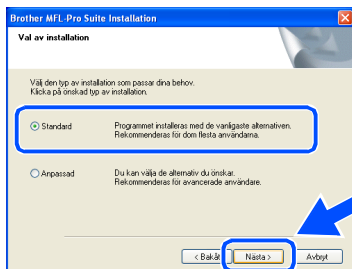 Brother MFL-Pro Suite Installation
Val av installation
Välj den typ av installation som passar dina behov.
Klicka på önskad typ av installation.
Standard
Programmet installeras med de vanligaste alternativen.
Rekommenderas för dom flesta användarna.
Anpassad
Du kan välja de alternativ du önskar.
Rekommenderas för avancerade användare.
< Bakåt Nästa > Avbryt